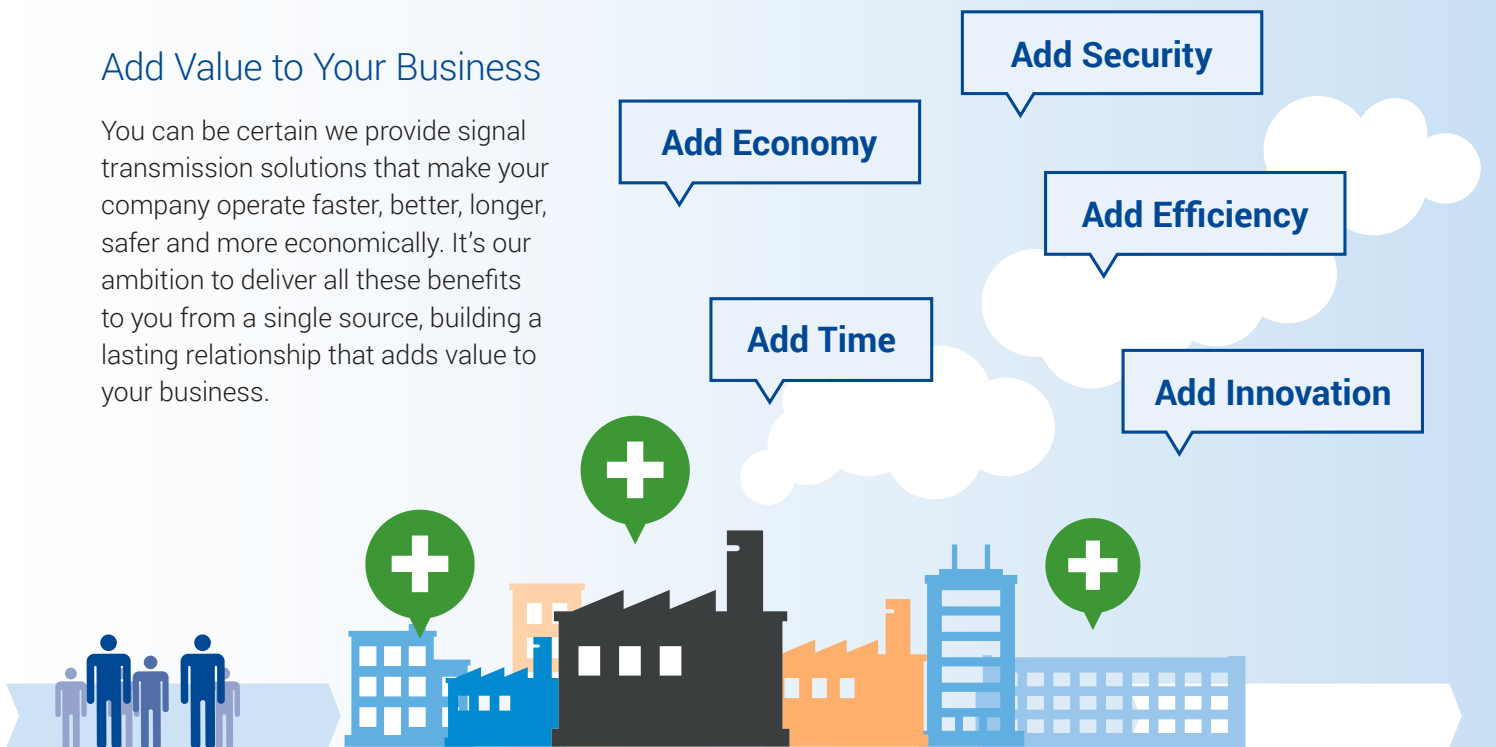 Add Value to Your Business
You can be certain we provide signal
transmission solutions that make your
company operate faster, better, longer,
safer and more economically. It's our
ambition to deliver all these benefits
to you from a single source, building a
lasting relationship that adds value to
your business.
Add Security
Add Economy
Add Efficiency
Add Time
Add Innovation